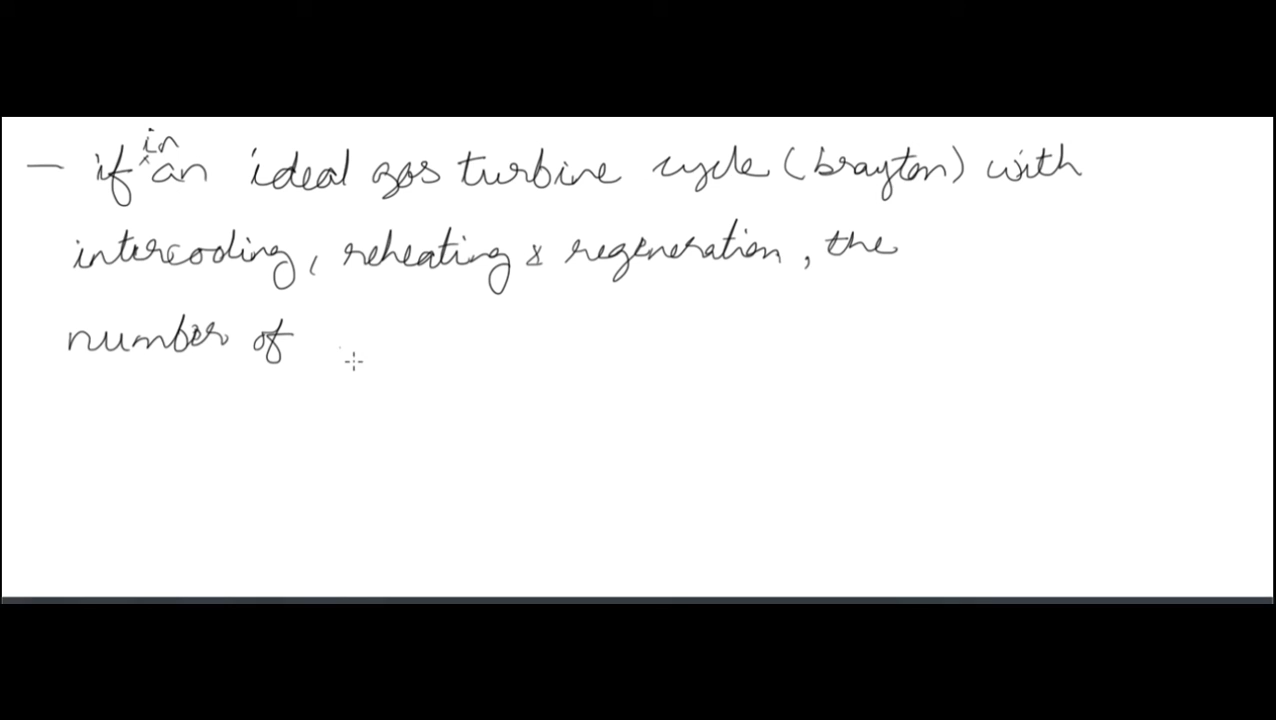 – if in an ideal gas turbine cycle (brayton) with
intercooling, reheating & regeneration, the
number of